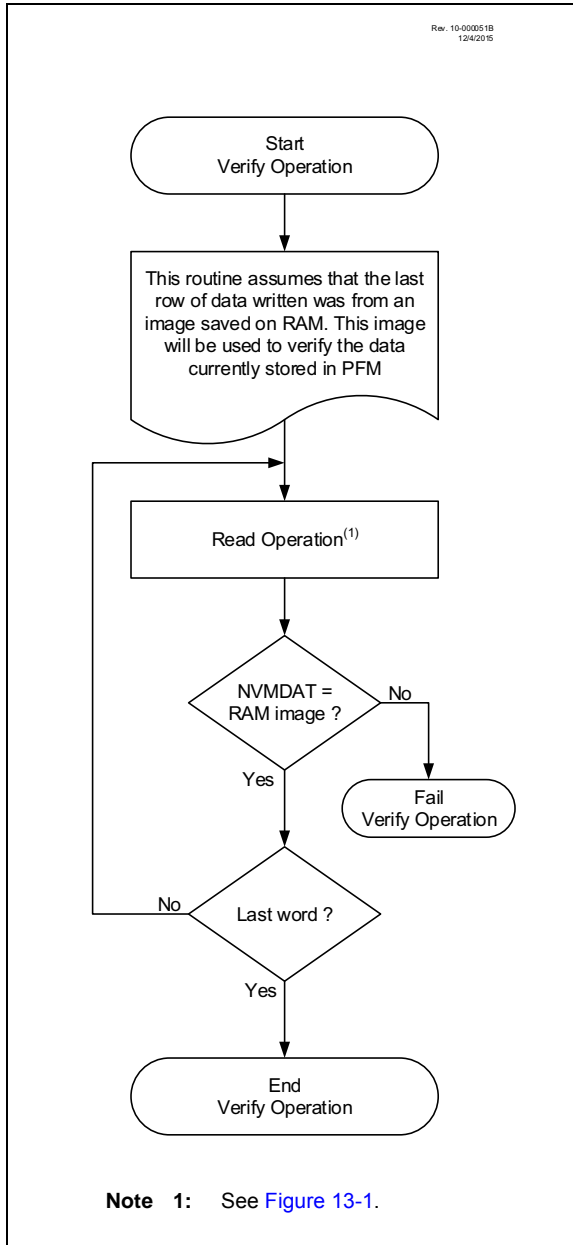 Rev. 10-000051B
12/4/2015
Start
Verify Operation
This routine assumes that the last
row of data written was from an
image saved on RAM. This image
will be used to verify the data
currently stored in PFM
Read Operation(1)
NVMDAT =
RAM image ?
No
Yes
Fail
Verify Operation
No
Last word ?
Yes
End
Verify Operation
Note 1: See Figure 13-1.